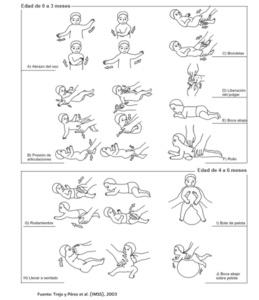 Edad de 0 a 3 meses
A) Abrazo del oso
C) Bicicletas
D) Liberación
del pulgar
E) Boca abajo
B) Presión de
articulaciones
F) Rollo
Edad de 4 a 6 meses
G) Rodamientos
I) Bote de pelota
H) Llevar a sentado
J) Boca abajo
sobre pelota
Fuente: Trejo y Pérez et al. (IMSS), 2003